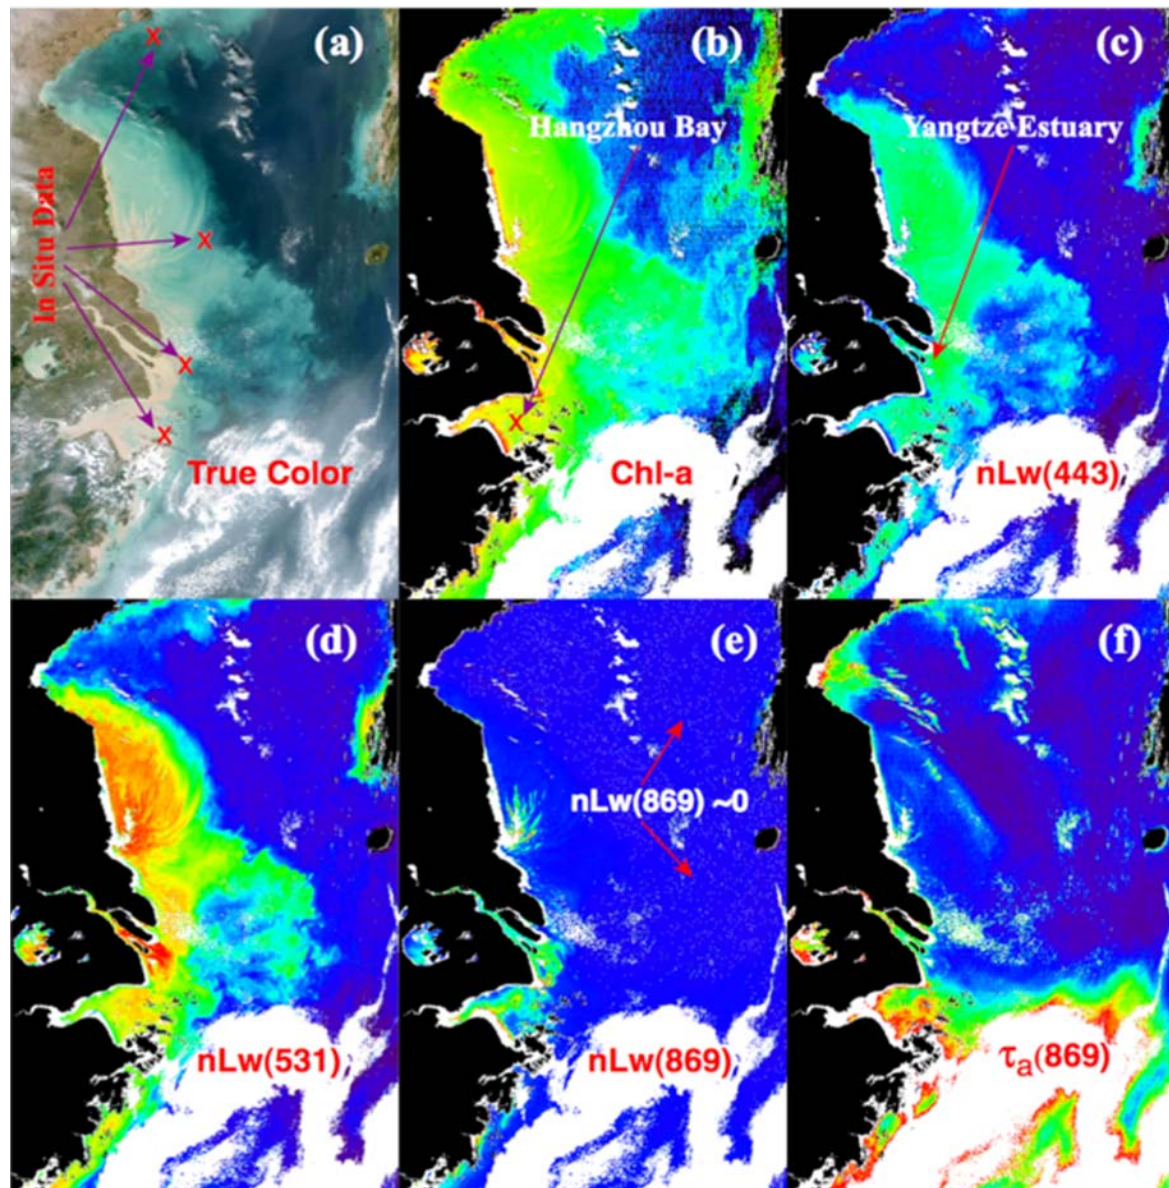 (a)
In Situ Data
X
X
X
X
True Color
(b)
Hangzhou Bay
X
Chl-a
(c)
Yangtze Estuary
nLw(443)
(d)
nLw(531)
(e)
nLw(869) ~0
nLw(869)
(f)
τa(869)